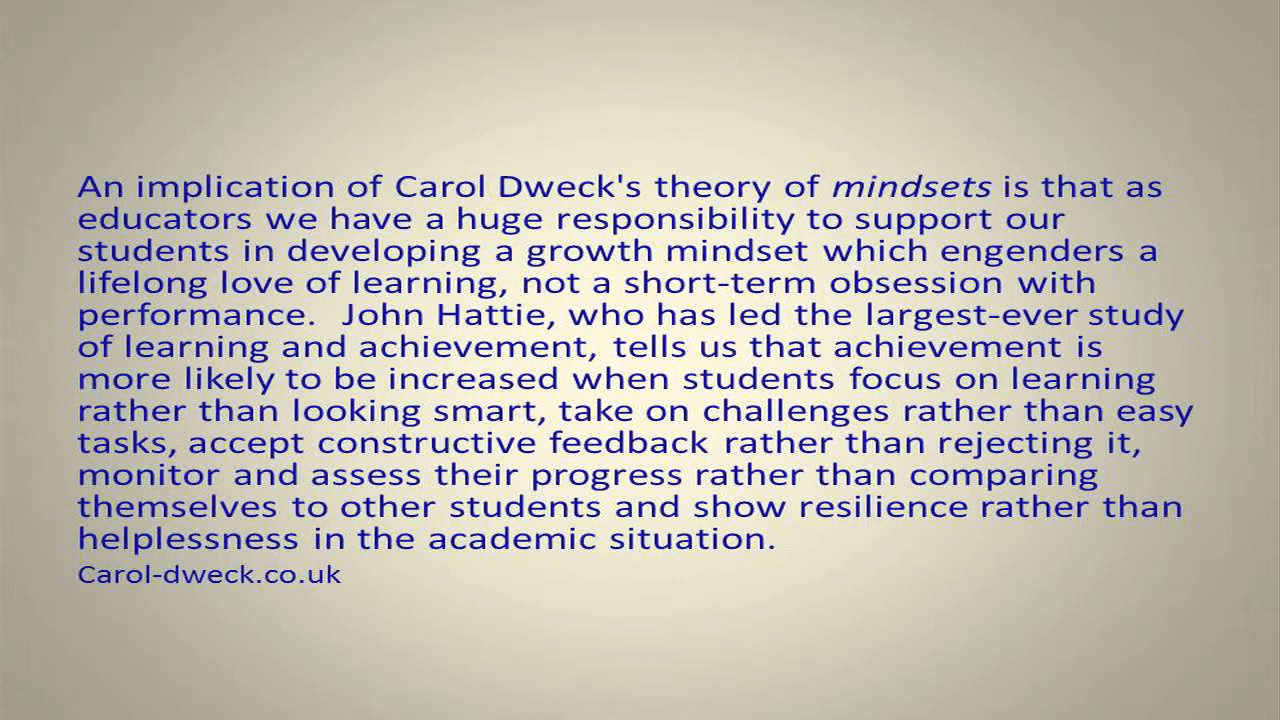 An implication of Carol Dweck's theory of mindsets is that as
educators we have a huge responsibility to support our
students in developing a growth mindset which engenders a
lifelong love of learning, not a short-term obsession with
performance.  John Hattie, who has led the largest-ever study
of learning and achievement, tells us that achievement is
more likely to be increased when students focus on learning
rather than looking smart, take on challenges rather than easy
tasks, accept constructive feedback rather than rejecting it,
monitor and assess their progress rather than comparing
themselves to other students and show resilience rather than
helplessness in the academic situation.
Carol-dweck.co.uk